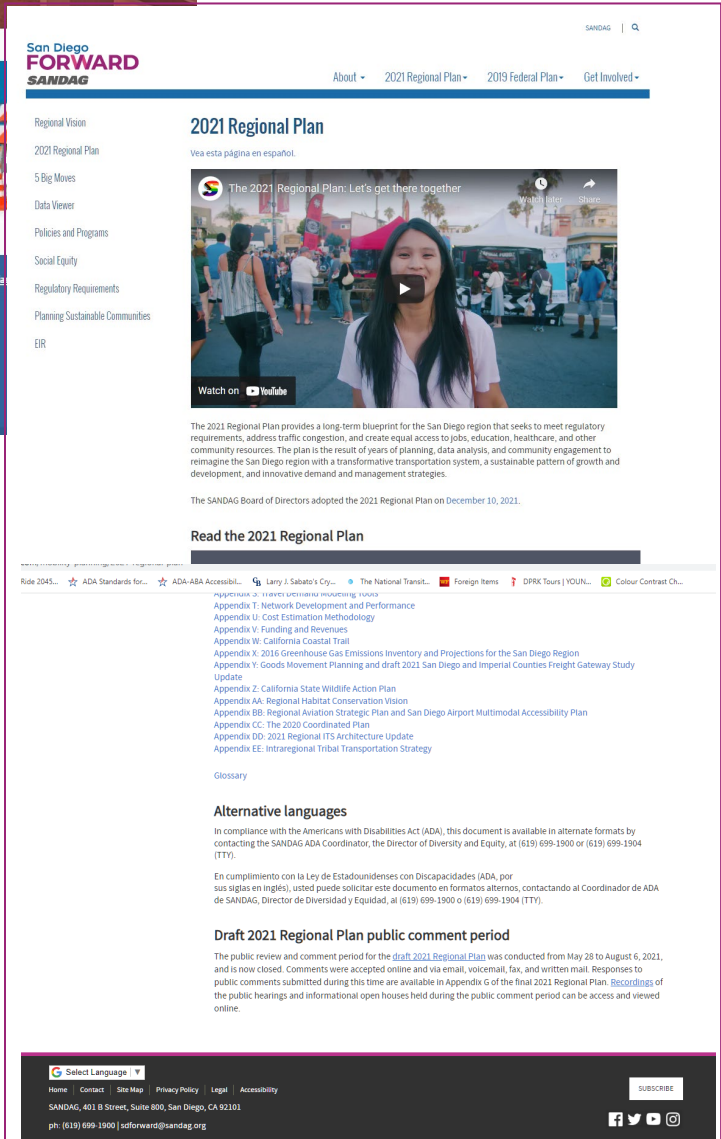 SANDAG
San Diego
FORWARD
SANDAG
About
2021 Regional Plan
2019 Federal Plan
Get Involved
Regional Vision
2021 Regional Plan
5 Big Moves
Data Viewer
Policies and Programs
Social Equity
Regulatory Requirements
Planning Sustainable Communities
EIR
2021 Regional Plan
Vea esta página en español.
The 2021 Regional Plan: Let's get there together
Watch later
Share
Watch on YouTube
The 2021 Regional Plan provides a long-term blueprint for the San Diego region that seeks to meet regulatory
requirements, address traffic congestion, and create equal access to jobs, education, healthcare, and other
community resources. The plan is the result of years of planning, data analysis, and community engagement to
reimagine the San Diego region with a transformative transportation system, a sustainable pattern of growth and
development, and innovative demand and management strategies.
The SANDAG Board of Directors adopted the 2021 Regional Plan on December 10, 2021.
Read the 2021 Regional Plan
Ride 2045... ADA Standards for... ADA-ABA Accessibil... Larry J. Sabato's Cry... The National Transit... Foreign Items DPRK Tours | YOUN... Colour Contrast Ch...
Appendix S: Travel Demand Modeling Tools
Appendix T: Network Development and Performance
Appendix U: Cost Estimation Methodology
Appendix V: Funding and Revenues
Appendix W: California Coastal Trail
Appendix X: 2016 Greenhouse Gas Emissions Inventory and Projections for the San Diego Region
Appendix Y: Goods Movement Planning and draft 2021 San Diego and Imperial Counties Freight Gateway Study
Update
Appendix Z: California State Wildlife Action Plan
Appendix AA: Regional Habitat Conservation Vision
Appendix BB: Regional Aviation Strategic Plan and San Diego Airport Multimodal Accessibility Plan
Appendix CC: The 2020 Coordinated Plan
Appendix DD: 2021 Regional ITS Architecture Update
Appendix EE: Intraregional Tribal Transportation Strategy
Glossary
Alternative languages
In compliance with the Americans with Disabilities Act (ADA), this document is available in alternate formats by
contacting the SANDAG ADA Coordinator, the Director of Diversity and Equity, at (619) 699-1900 or (619) 699-1904
(TTY).
En cumplimiento con la Ley de Estadounidenses con Discapacidades (ADA, por
sus siglas en inglés), usted puede solicitar este documento en formatos alternos, contactando al Coordinador de ADA
de SANDAG, Director de Diversidad y Equidad, al (619) 699-1900 o (619) 699-1904 (TTY).
Draft 2021 Regional Plan public comment period
The public review and comment period for the draft 2021 Regional Plan was conducted from May 28 to August 6, 2021,
and is now closed. Comments were accepted online and via email, voicemail, fax, and written mail. Responses to
public comments submitted during this time are available in Appendix G of the final 2021 Regional Plan. Recordings of
the public hearings and informational open houses held during the public comment period can be access and viewed
online.
Select Language
Home | Contact | Site Map | Privacy Policy | Legal | Accessibility
SUBSCRIBE
SANDAG, 401 B Street, Suite 800, San Diego, CA 92101
ph: (619) 699-1900 | sdforward@sandag.org